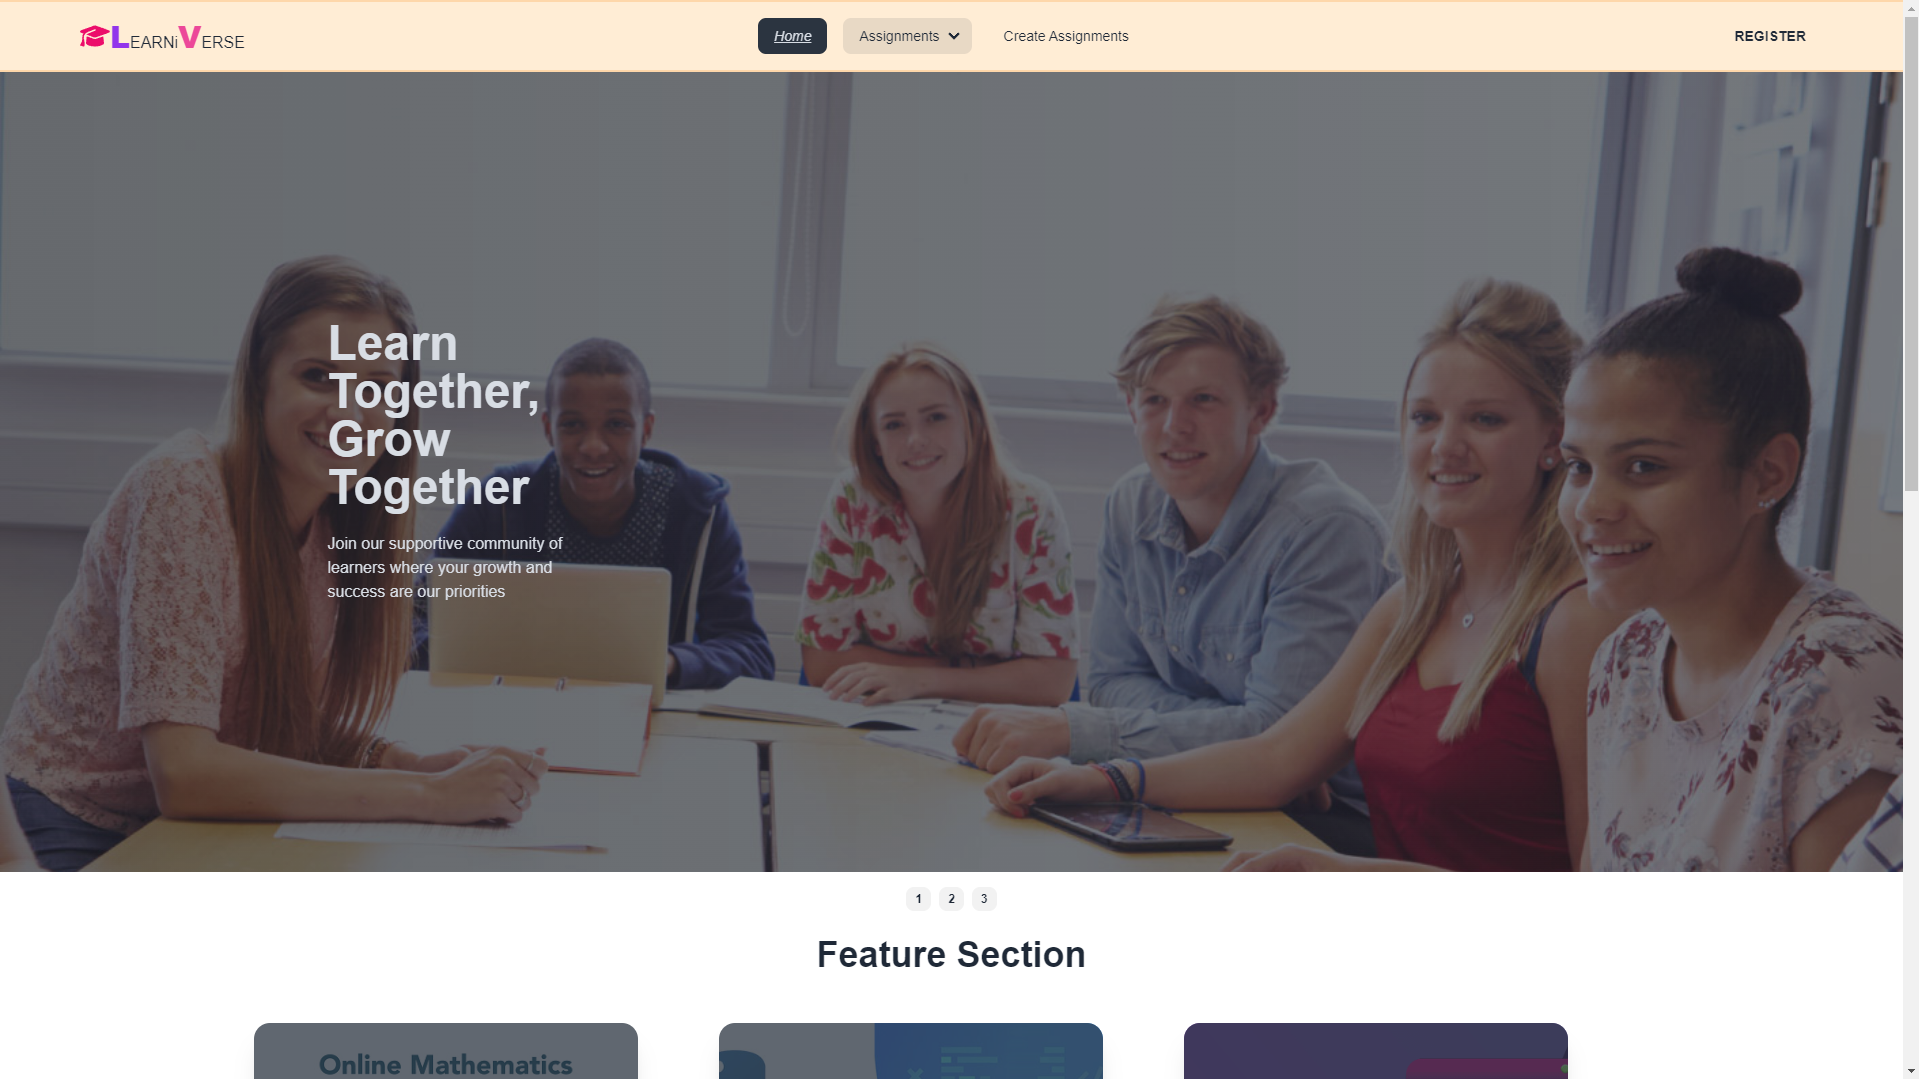 LEARNiVERSE
Home
Assignments
Create Assignments
REGISTER
Learn
Together,
Grow
Together
Join our supportive community of
learners where your growth and
success are our priorities
1 2 3
Feature Section
Online Mathematics